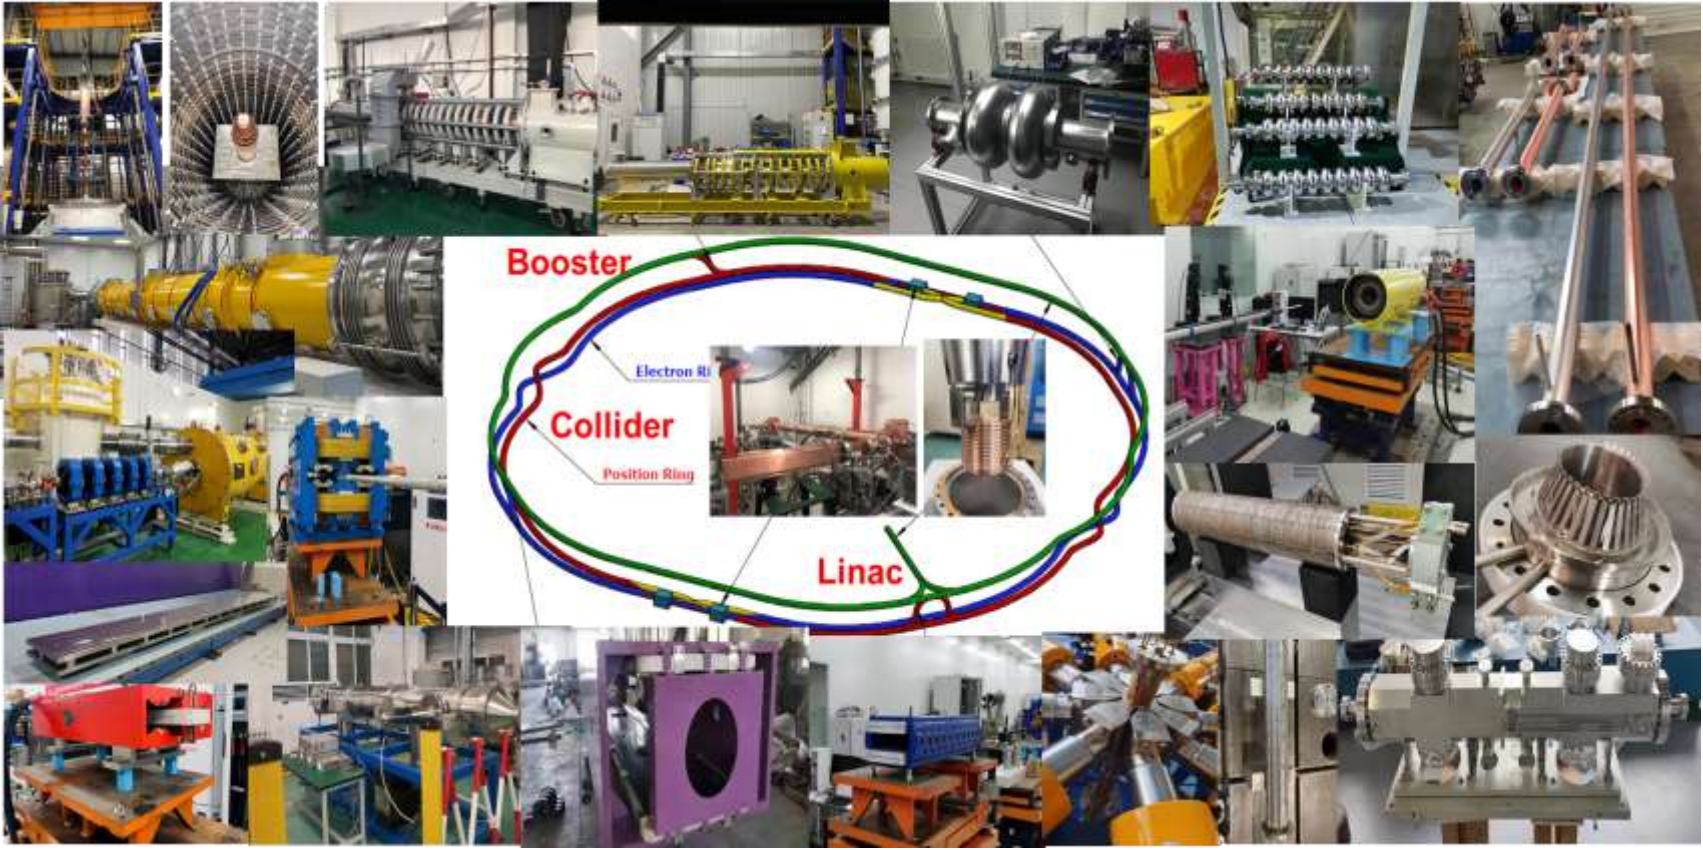 Booster
Electron Ri
Collider
Position Ring
Linac